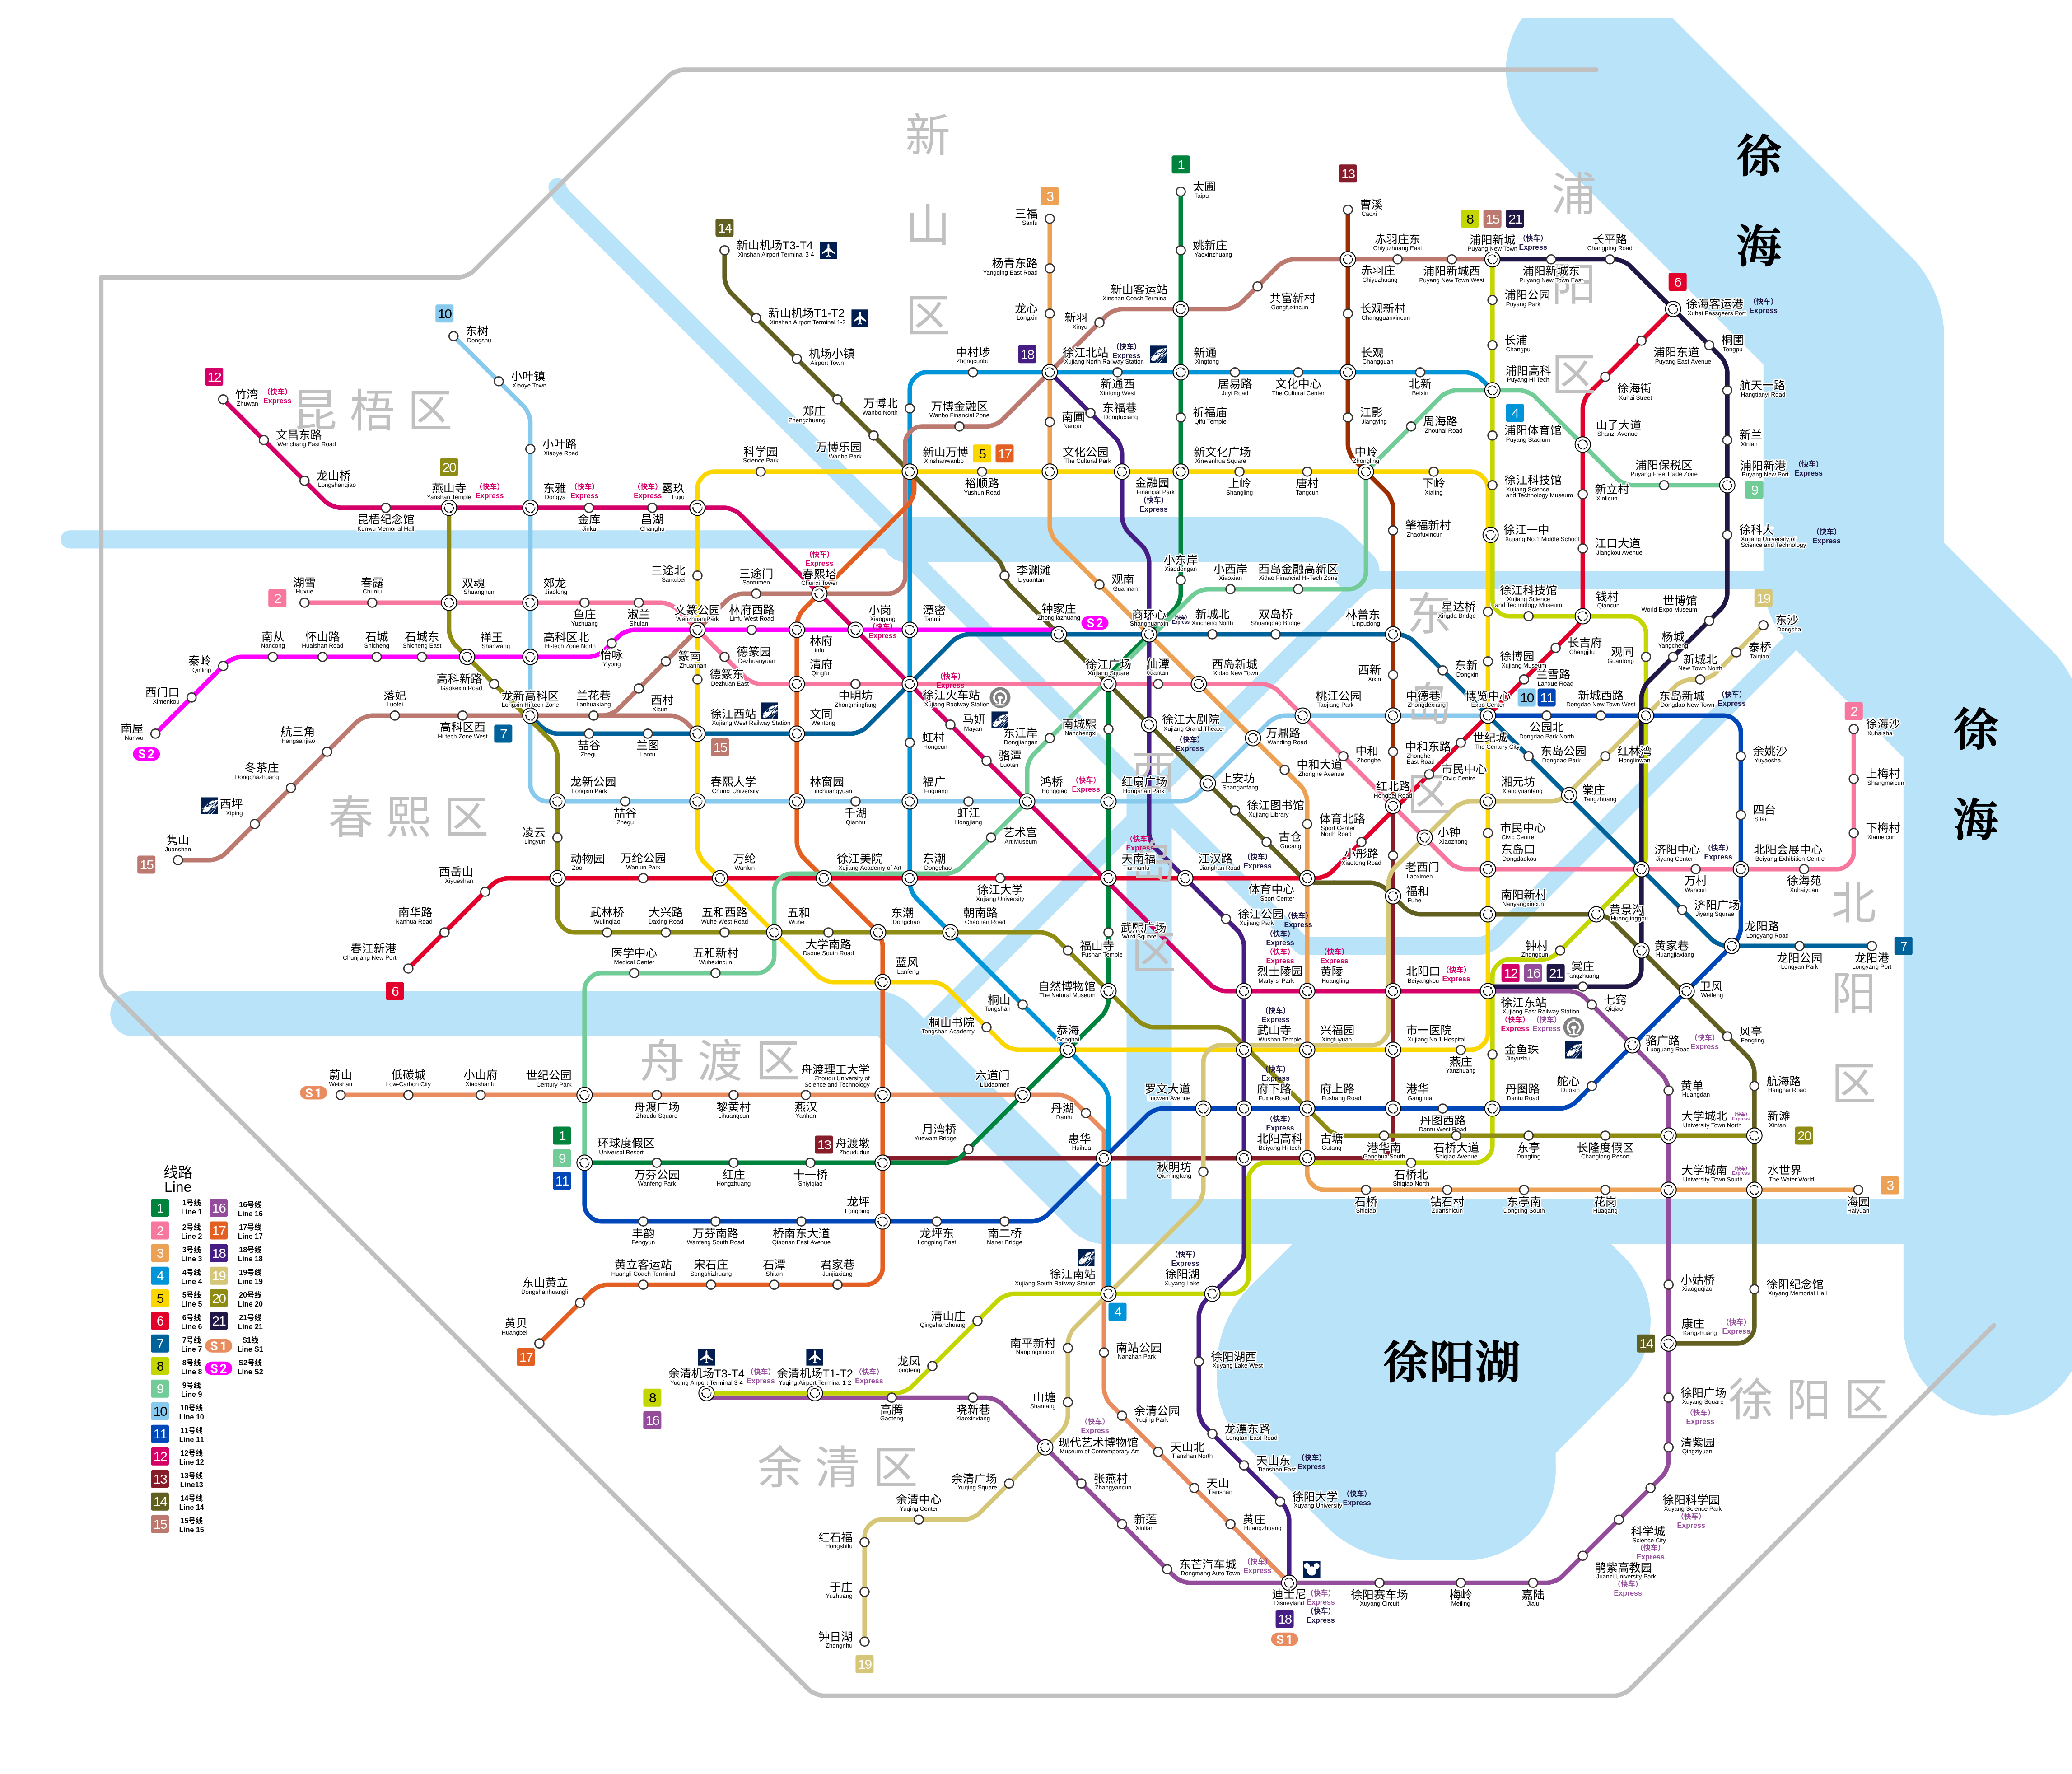 徐
海
徐
海
徐阳湖
新
山
区
浦
阳
区
昆梧区
春熙区
东
岛
区
西
岛
区
北
阳
区
舟渡区
余清区
徐阳区
1
太圃
Taipu
姚新庄
Yaoxinzhuang
新山客运站
Xinshan Coach Terminal
新通
Xingtong
祈福庙
Qifu Temple
新文化广场
Xinwenhua Square
小东岸
Xiaodongan
3
三福
Sanfu
杨青东路
Yangqing East Road
龙心
Longxin
新羽
Xinyu
18
徐江北站
Xujiang North Railway Station
(快车)
Express
南圃
Nanpu
文化公园
The Cultural Park
观南
Guannan
13
曹溪
Caoxi
赤羽庄
Chiyuzhuang
赤羽庄东
Chiyuzhuang East
长观新村
Changguanxincun
长观
Changguan
江影
Jiangying
中岭
Zhongling
共富新村
Gongfuxincun
8
15
21
浦阳新城
Puyang New Town
(快车)
Express
浦阳新城西
Puyang New Town West
浦阳新城东
Puyang New Town East
长平路
Changping Road
浦阳公园
Puyang Park
长浦
Changpu
浦阳高科
Puyang Hi-Tech
4
浦阳体育馆
Puyang Stadium
徐江科技馆
Xujiang Science
and Technology Museum
徐江一中
Xujiang No.1 Middle School
6
徐海客运港
Xuhai Passgeers Port
(快车)
Express
浦阳东道
Puyang East Avenue
桐圃
Tongpu
徐海街
Xuhai Street
航天一路
Hangtianyi Road
山子大道
Shanzi Avenue
新兰
Xinlan
浦阳保税区
Puyang Free Trade Zone
浦阳新港
Puyang New Port
(快车)
Express
9
新立村
Xinlicun
徐科大
Xujiang University of
Science and Technology
(快车)
Express
江口大道
Jiangkou Avenue
14
新山机场T3-T4
Xinshan Airport Terminal 3-4
新山机场T1-T2
Xinshan Airport Terminal 1-2
机场小镇
Airport Town
郑庄
Zhengzhuang
万博北
Wanbo North
万博乐园
Wanbo Park
中村埗
Zhongcunbu
万博金融区
Wanbo Financial Zone
新通西
Xintong West
东福巷
Dongfuxiang
居易路
Juyi Road
文化中心
The Cultural Center
北新
Beixin
周海路
Zhouhai Road
科学园
Science Park
新山万博
Xinshanwanbo
5
17
裕顺路
Yushun Road
金融园
Financial Park
(快车)
Express
上岭
Shangling
唐村
Tangcun
下岭
Xialing
肇福新村
Zhaofuxincun
10
东树
Dongshu
小叶镇
Xiaoye Town
小叶路
Xiaoye Road
12
竹湾
Zhuwan
(快车)
Express
文昌东路
Wenchang East Road
龙山桥
Longshanqiao
昆梧纪念馆
Kunwu Memorial Hall
20
燕山寺
Yanshan Temple
(快车)
Express
东雅
Dongya
(快车)
Express
金库
Jinku
昌湖
Changhu
(快车)
Express
露玖
Lujiu
2
湖雪
Huxue
春露
Chunlu
双魂
Shuanghun
郊龙
Jiaolong
鱼庄
Yuzhuang
淑兰
Shulan
三途北
Santubei
三途门
Santumen
(快车)
Express
春熙塔
Chunxi Tower
文篆公园
Wenzhuan Park
林府西路
Linfu West Road
林府
Linfu
小岗
Xiaogang
(快车)
Express
潭密
Tanmi
李渊滩
Liyuantan
钟家庄
Zhongjiazhuang
S2
商环心
Shanghuanxin
(快车)
Express
小西岸
Xiaoxian
西岛金融高新区
Xidao Financial Hi-Tech Zone
新城北
Xincheng North
双岛桥
Shuangdao Bridge
林普东
Linpudong
星达桥
Xingda Bridge
徐江科技馆
Xujiang Science
and Technology Museum
钱村
Qiancun
世博馆
World Expo Museum
19
东沙
Dongsha
泰桥
Taiqiao
新城北
New Town North
杨城
Yangcheng
观同
Guantong
长吉府
Changjifu
徐博园
Xujiang Museum
兰雪路
Lanxue Road
东新
Dongxin
西新
Xixin
南从
Nancong
怀山路
Huaishan Road
石城
Shicheng
石城东
Shicheng East
禅王
Shanwang
高科区北
Hi-tech Zone North
怡咏
Yiyong
秦岭
Qinling
西门口
Ximenkou
南屋
Nanwu
S2
高科新路
Gaokexin Road
龙新高科区
Longxin Hi-tech Zone
兰花巷
Lanhuaxiang
落妃
Luofei
高科区西
Hi-tech Zone West
7
航三角
Hangsanjiao
冬茶庄
Dongchazhuang
西坪
Xiping
隽山
Juanshan
15
喆谷
Zhegu
兰图
Lantu
西村
Xicun
篆南
Zhuannan
德篆园
Dezhuanyuan
德篆东
Dezhuan East
徐江西站
Xujiang West Railway Station
15
清府
Qingfu
文同
Wentong
中明坊
Zhongmingfang
(快车)
Express
徐江火车站
Xujiang Raolway Station
马妍
Mayan
虹村
Hongcun
骆潭
Luotan
东江岸
Dongjiangan
南城熙
Nanchengxi
徐江广场
Xujiang Square
仙潭
Xiantan
西岛新城
Xidao New Town
徐江大剧院
Xujiang Grand Theater
(快车)
Express
万鼎路
Wanding Road
桃江公园
Taojiang Park
中德巷
Zhongdexiang
博览中心
Expo Center
10
11
公园北
Dongdao Park North
新城西路
Dongdao New Town West
东岛新城
Dongdao New Town
(快车)
Express
世纪城
The Century City
东岛公园
Dongdao Park
红林湾
Honglinwan
余姚沙
Yuyaosha
2
徐海沙
Xuhaisha
上梅村
Shangmeicun
下梅村
Xiameicun
中和
Zhonghe
中和东路
Zhonghe
East Road
中和大道
Zhonghe Avenue
市民中心
Civic Centre
红北路
Hongbei Road
湘元坊
Xiangyuanfang
棠庄
Tangzhuang
四台
Sitai
龙新公园
Longxin Park
喆谷
Zhegu
春熙大学
Chunxi University
林窗园
Linchuangyuan
千湖
Qianhu
福广
Fuguang
虹江
Hongjiang
鸿桥
Hongqiao
(快车)
Express
红扇广场
Hongshan Park
上安坊
Shanganfang
徐江图书馆
Xujiang Library
古仓
Gucang
体育北路
Sport Center
North Road
小彤路
Xiaotong Road
小钟
Xiaozhong
市民中心
Civic Centre
东岛口
Dongdaokou
老西门
Laoximen
福和
Fuhe
凌云
Lingyun
艺术宫
Art Museum
西岳山
Xiyueshan
动物园
Zoo
万纶公园
Wanlun Park
万纶
Wanlun
徐江美院
Xujiang Academy of Art
东潮
Dongchao
徐江大学
Xujiang University
(快车)
Express
天南福
Tiannanfu
江汉路
Jianghan Road
(快车)
Express
体育中心
Sport Center
济阳中心
Jiyang Center
(快车)
Express
万村
Wancun
北阳会展中心
Beiyang Exhibition Centre
徐海苑
Xuhaiyuan
南阳新村
Nanyangxincun
黄景沟
Huangjinggou
济阳广场
Jiyang Squrae
龙阳路
Longyang Road
龙阳公园
Longyan Park
龙阳港
Longyang Port
7
南华路
Nanhua Road
春江新港
Chunjiang New Port
6
武林桥
Wulinqiao
大兴路
Daxing Road
五和西路
Wuhe West Road
五和
Wuhe
大学南路
Daxue South Road
东潮
Dongchao
朝南路
Chaonan Road
福山寺
Fushan Temple
武熙广场
Wuxi Square
徐江公园
Xujiang Park
(快车)
Express
钟村
Zhongcun
黄家巷
Huangjiaxiang
医学中心
Medical Center
五和新村
Wuhexincun
蓝风
Lanfeng
自然博物馆
The Natural Museum
(快车)
Express
(快车)
Express
烈士陵园
Martyrs' Park
(快车)
Express
黄陵
Huangling
北阳口
Beiyangkou
(快车)
Express
12
16
21
棠庄
Tangzhuang
徐江东站
Xujiang East Railway Station
(快车)
Express
(快车)
Express
七窍
Qiqiao
卫风
Weifeng
桐山
Tongshan
桐山书院
Tongshan Academy
恭海
Gonghai
(快车)
Express
武山寺
Wushan Temple
兴福园
Xingfuyuan
市一医院
Xujiang No.1 Hospital
燕庄
Yanzhuang
金鱼珠
Jinyuzhu
骆广路
Luoguang Road
(快车)
Express
风亭
Fengting
S1
蔚山
Weishan
低碳城
Low-Carbon City
小山府
Xiaoshanfu
世纪公园
Century Park
舟渡广场
Zhoudu Square
黎黄村
Lihuangcun
燕汉
Yanhan
舟渡理工大学
Zhoudu University of
Science and Technology
六道门
Liudaomen
丹湖
Danhu
罗文大道
Luowen Avenue
(快车)
Express
府下路
Fuxia Road
府上路
Fushang Road
港华
Ganghua
丹图西路
Dantu West Road
丹图路
Dantu Road
舵心
Duoxin
黄单
Huangdan
航海路
Hanghai Road
1
9
11
环球度假区
Universal Resort
万芬公园
Wanfeng Park
红庄
Hongzhuang
十一桥
Shiyiqiao
13
舟渡墩
Zhoududun
月湾桥
Yuewam Bridge
惠华
Huihua
秋明坊
Qiumingfang
(快车)
Express
北阳高科
Beiyang Hi-tech
古塘
Gutang
港华南
Ganghua South
石桥大道
Shiqiao Avenue
石桥北
Shiqiao North
东亭
Dongting
长隆度假区
Changlong Resort
大学城北
University Town North
(快车)
Express
新滩
Xintan
20
大学城南
University Town South
(快车)
Express
水世界
The Water World
石桥
Shiqiao
钻石村
Zuanshicun
东亭南
Dongting South
花岗
Huagang
海园
Haiyuan
3
丰韵
Fengyun
万芬南路
Wanfeng South Road
桥南东大道
Qiaonan East Avenue
龙坪
Longping
龙坪东
Longping East
南二桥
Naner Bridge
东山黄立
Dongshanhuangli
黄立客运站
Huangli Coach Terminal
宋石庄
Songshizhuang
石潭
Shitan
君家巷
Junjiaxiang
黄贝
Huangbei
17
徐江南站
Xujiang South Railway Station
4
(快车)
Express
徐阳湖
Xuyang Lake
清山庄
Qingshanzhuang
龙凤
Longfeng
余清机场T3-T4
Yuqing Airport Terminal 3-4
(快车)
Express
余清机场T1-T2
Yuqing Airport Terminal 1-2
(快车)
Express
8
16
高腾
Gaoteng
晓新巷
Xiaoxinxiang
南平新村
Nanpingxincun
南站公园
Nanzhan Park
山塘
Shantang
徐阳湖西
Xuyang Lake West
余清公园
Yuqing Park
(快车)
Express
现代艺术博物馆
Museum of Contemporary Art
天山北
Tianshan North
龙潭东路
Longtan East Road
天山东
Tianshan East
(快车)
Express
天山
Tianshan
徐阳大学
Xuyang University
(快车)
Express
黄庄
Huangzhuang
余清广场
Yuqing Square
余清中心
Yuqing Center
张燕村
Zhangyancun
新莲
Xinlian
东芒汽车城
Dongmang Auto Town
(快车)
Express
红石福
Hongshifu
于庄
Yuzhuang
钟日湖
Zhongrihu
19
迪士尼
Disneyland
(快车)
Express
18
(快车)
Express
S1
徐阳赛车场
Xuyang Circuit
梅岭
Meiling
嘉陆
Jialu
鹃紫高教园
Juanzi University Park
(快车)
Express
科学城
Science City
(快车)
Express
徐阳科学园
Xuyang Science Park
(快车)
Express
清紫园
Qingziyuan
徐阳广场
Xuyang Square
(快车)
Express
14
康庄
Kangzhuang
(快车)
Express
小姑桥
Xiaoguqiao
徐阳纪念馆
Xuyang Memorial Hall
线路
Line
1 1号线 Line 1
2 2号线 Line 2
3 3号线 Line 3
4 4号线 Line 4
5 5号线 Line 5
6 6号线 Line 6
7 7号线 Line 7
8 8号线 Line 8
9 9号线 Line 9
10 10号线 Line 10
11 11号线 Line 11
12 12号线 Line 12
13 13号线 Line13
14 14号线 Line 14
15 15号线 Line 15
16 16号线 Line 16
17 17号线 Line 17
18 18号线 Line 18
19 19号线 Line 19
20 20号线 Line 20
21 21号线 Line 21
S1 S1线 Line S1
S2 S2号线 Line S2